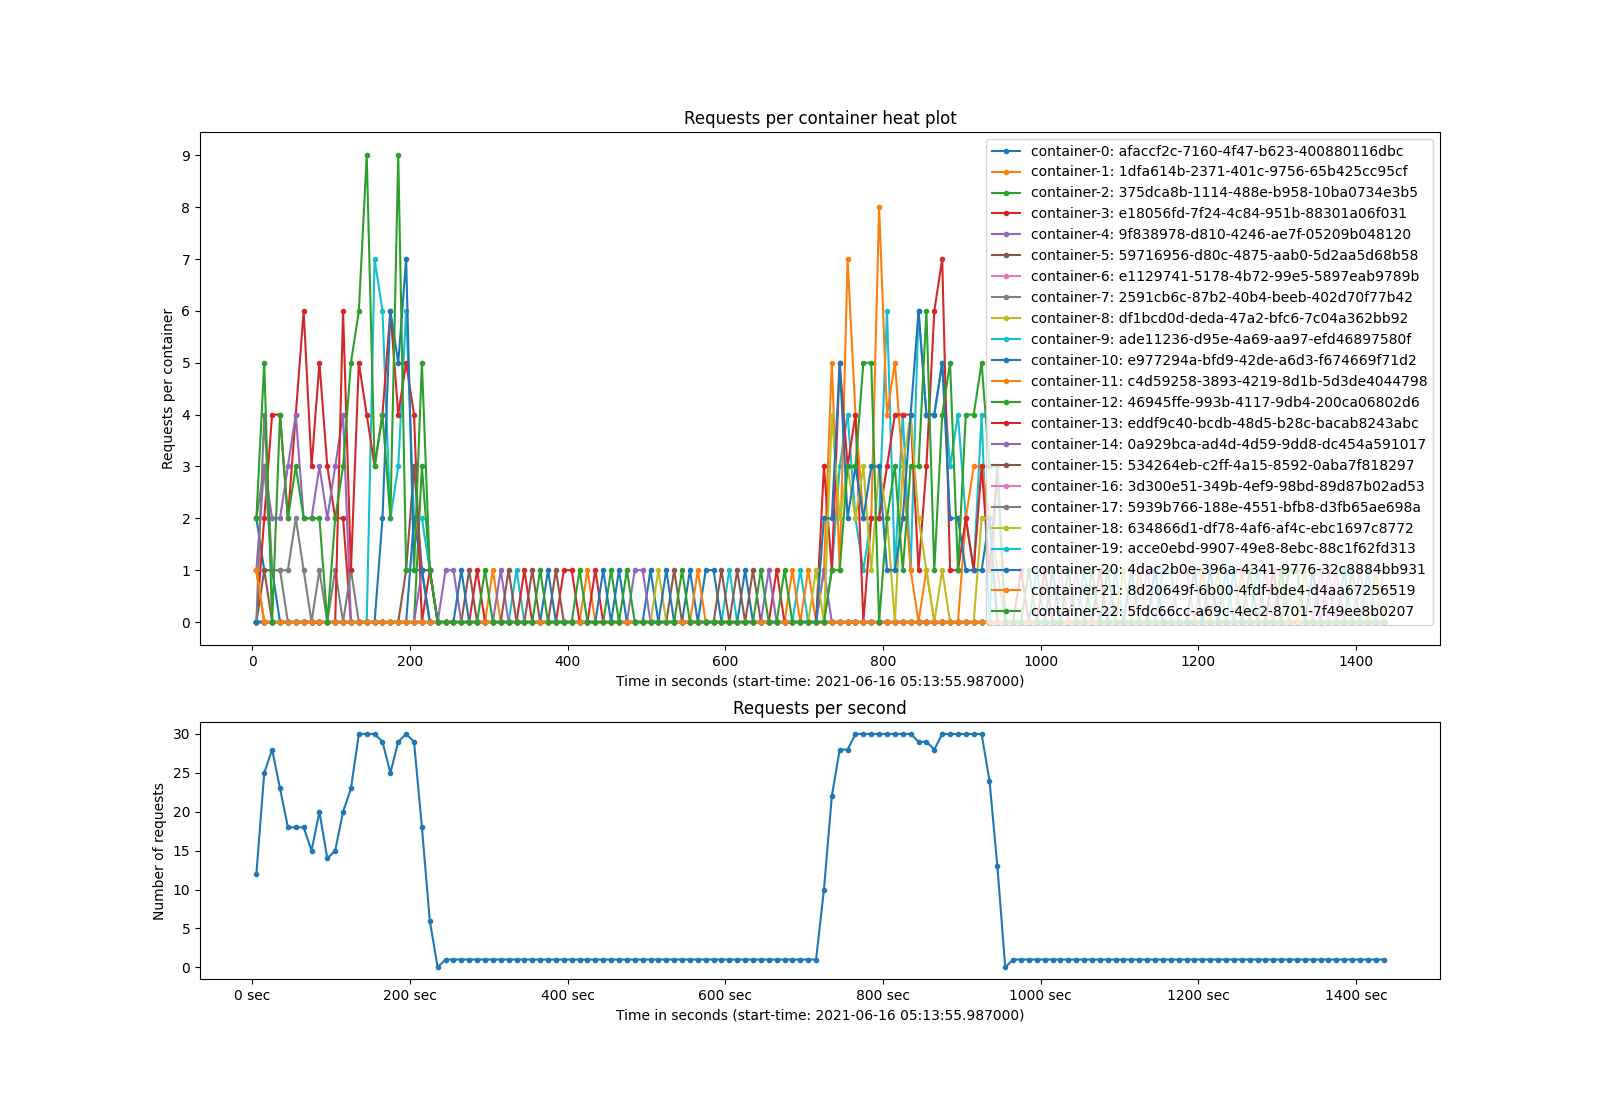 Requests per container heat plot
Requests per container
9
8
7
6
5
4
3
2
1
0
container-0: afaccf2c-7160-4f47-b623-400880116dbc
container-1: 1dfa614b-2371-401c-9756-65b425cc95cf
container-2: 375dca8b-1114-488e-b958-10ba0734e3b5
container-3: e18056fd-7f24-4c84-951b-88301a06f031
container-4: 9f838978-d810-4246-ae7f-05209b048120
container-5: 59716956-d80c-4875-aab0-5d2aa5d68b58
container-6: e1129741-5178-4b72-99e5-5897eab9789b
container-7: 2591cb6c-87b2-40b4-beeb-402d70f77b42
container-8: df1bcd0d-deda-47a2-bfc6-7c04a362bb92
container-9: ade11236-d95e-4a69-aa97-efd46897580f
container-10: e977294a-bfd9-42de-a6d3-f674669f71d2
container-11: c4d59258-3893-4219-8d1b-5d3de4044798
container-12: 46945ffe-993b-4117-9db4-200ca06802d6
container-13: eddf9c40-bcdb-48d5-b28c-bacab8243abc
container-14: 0a929bca-ad4d-4d59-9dd8-dc454a591017
container-15: 534264eb-c2ff-4a15-8592-0aba7f818297
container-16: 3d300e51-349b-4ef9-98bd-89d87b02ad53
container-17: 5939b766-188e-4551-bfb8-d3fb65ae698a
container-18: 634866d1-df78-4af6-af4c-ebc1697c8772
container-19: acce0ebd-9907-49e8-8ebc-88c1f62fd313
container-20: 4dac2b0e-396a-4341-9776-32c8884bb931
container-21: 8d20649f-6b00-4fdf-bde4-d4aa67256519
container-22: 5fdc66cc-a69c-4ec2-8701-7f49ee8b0207
0 200 400 600 800 1000 1200 1400
Time in seconds (start-time: 2021-06-16 05:13:55.987000)
Requests per second
Number of requests
30
25
20
15
10
5
0
0 sec 200 sec 400 sec 600 sec 800 sec 1000 sec 1200 sec 1400 sec
Time in seconds (start-time: 2021-06-16 05:13:55.987000)